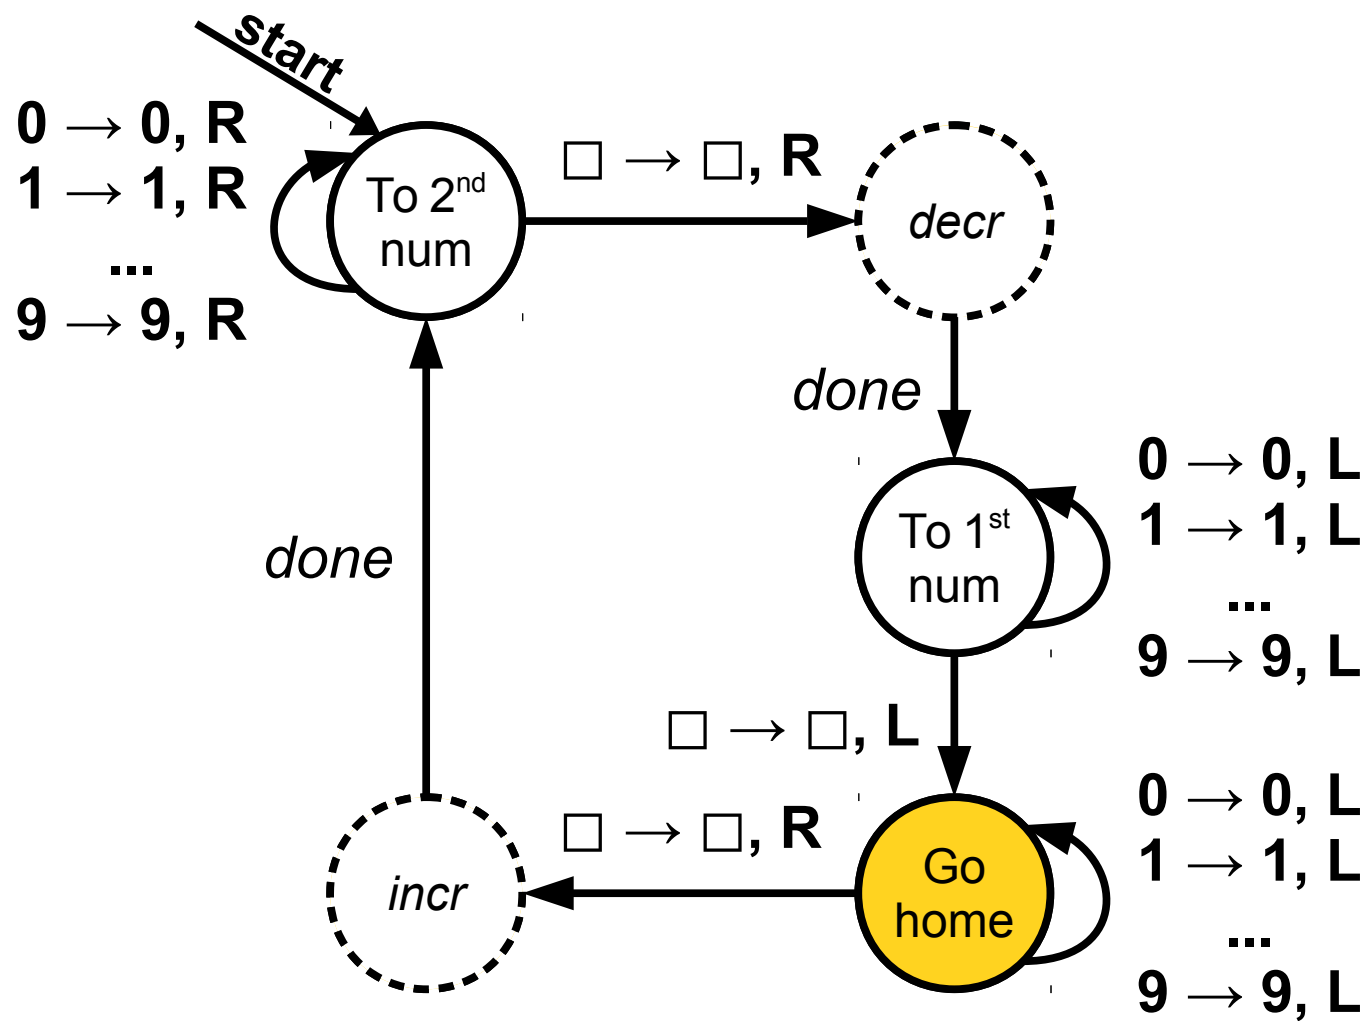 start
0 → 0, R
1 → 1, R
...
9 → 9, R
To 2nd
num
□ → □, R
decr
done
0 → 0, L
1 → 1, L
...
9 → 9, L
To 1st
num
done
□ → □, L
0 → 0, L
1 → 1, L
...
9 → 9, L
□ → □, R
Go
home
incr